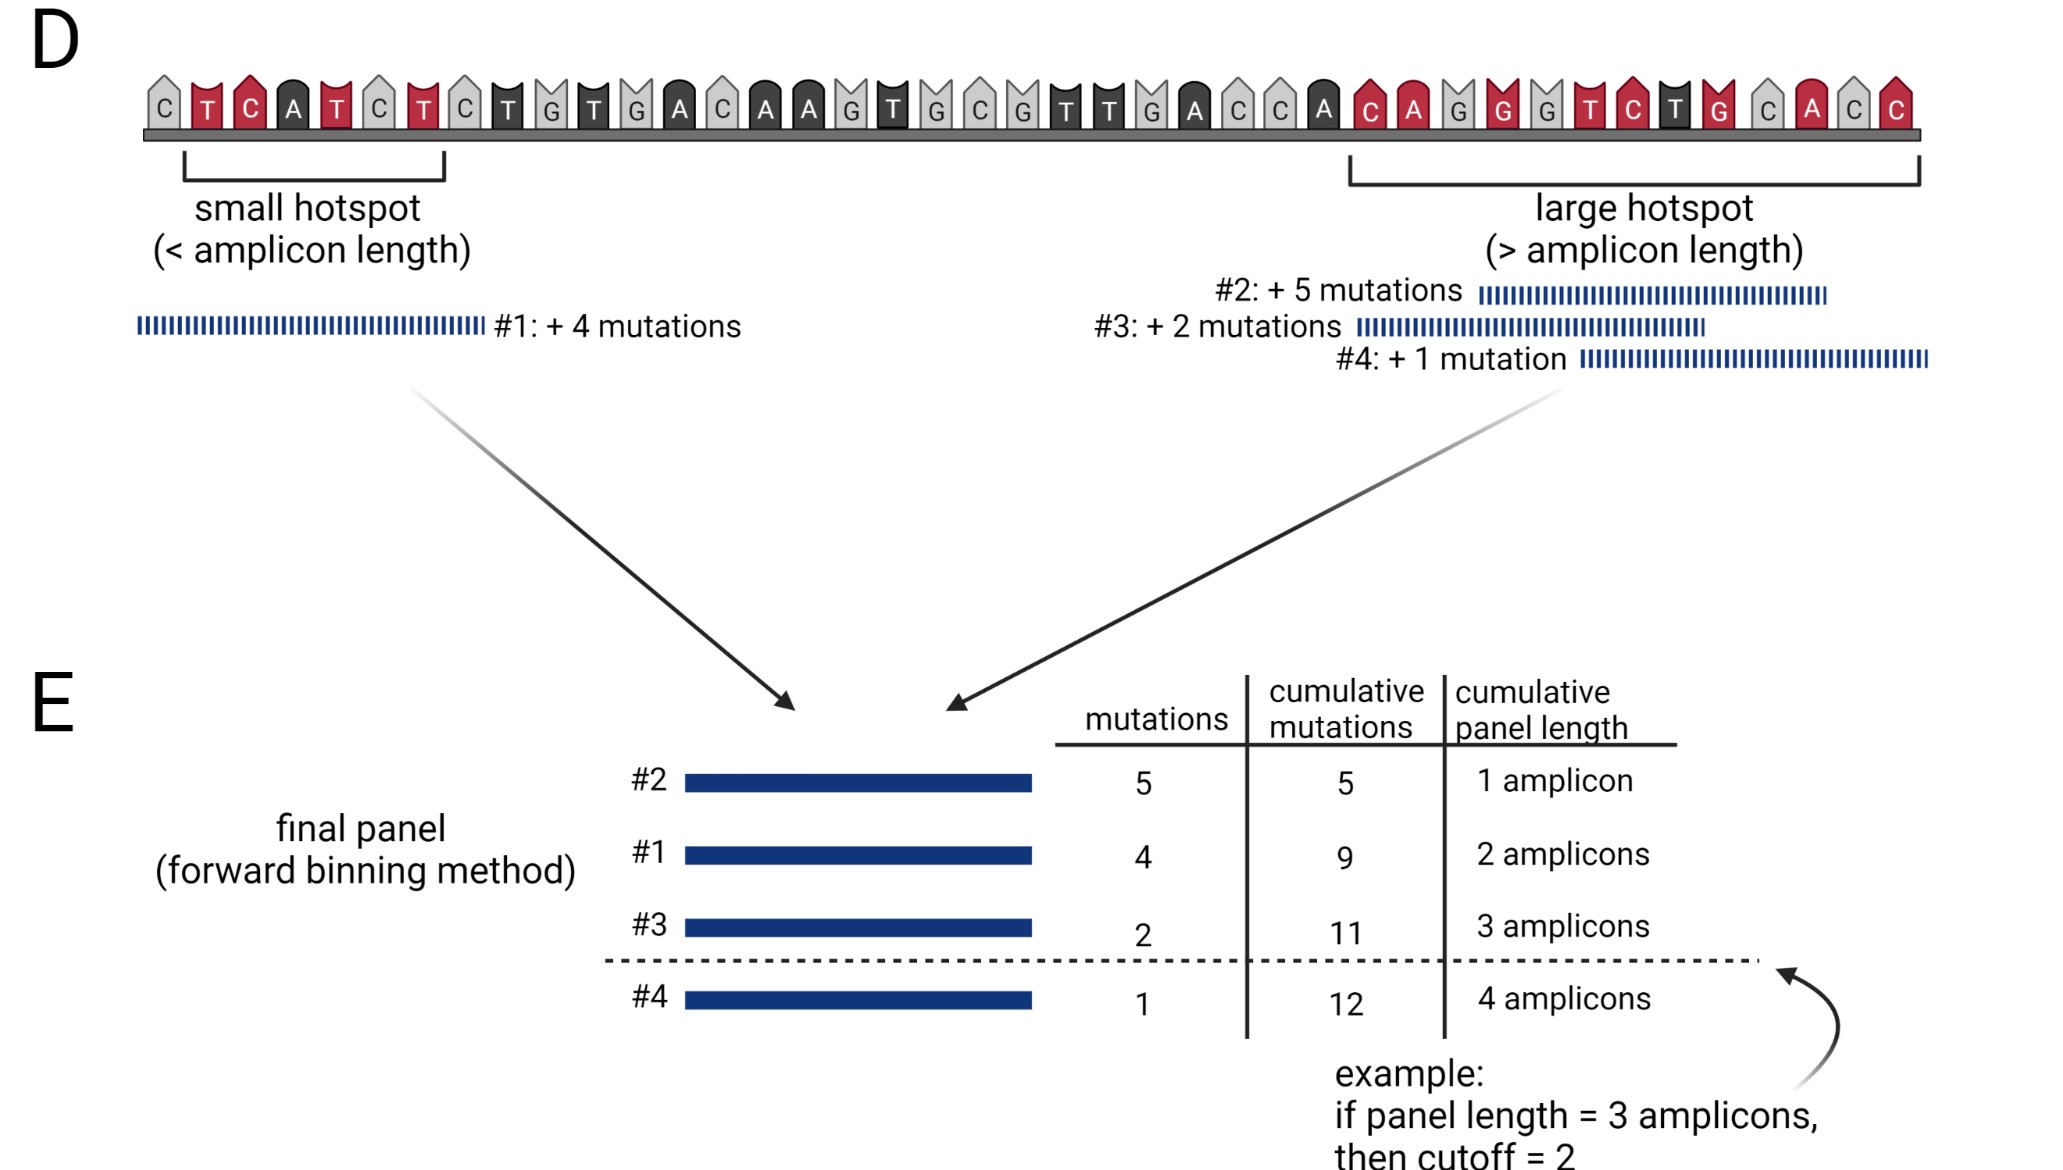 D
C T C A T C T C T G T G A C A A G T G C G T T G A C C A C A G G G T C T G C A C C
small hotspot
(< amplicon length)
large hotspot
(> amplicon length)
#2: + 5 mutations
#1: + 4 mutations
#3: + 2 mutations
#4: + 1 mutation
E
mutations
cumulative
mutations
cumulative
panel length
final panel
(forward binning method)
#2 5 5 1 amplicon
#1 4 9 2 amplicons
#3 2 11 3 amplicons
#4 1 12 4 amplicons
example:
if panel length = 3 amplicons,
then cutoff = 2